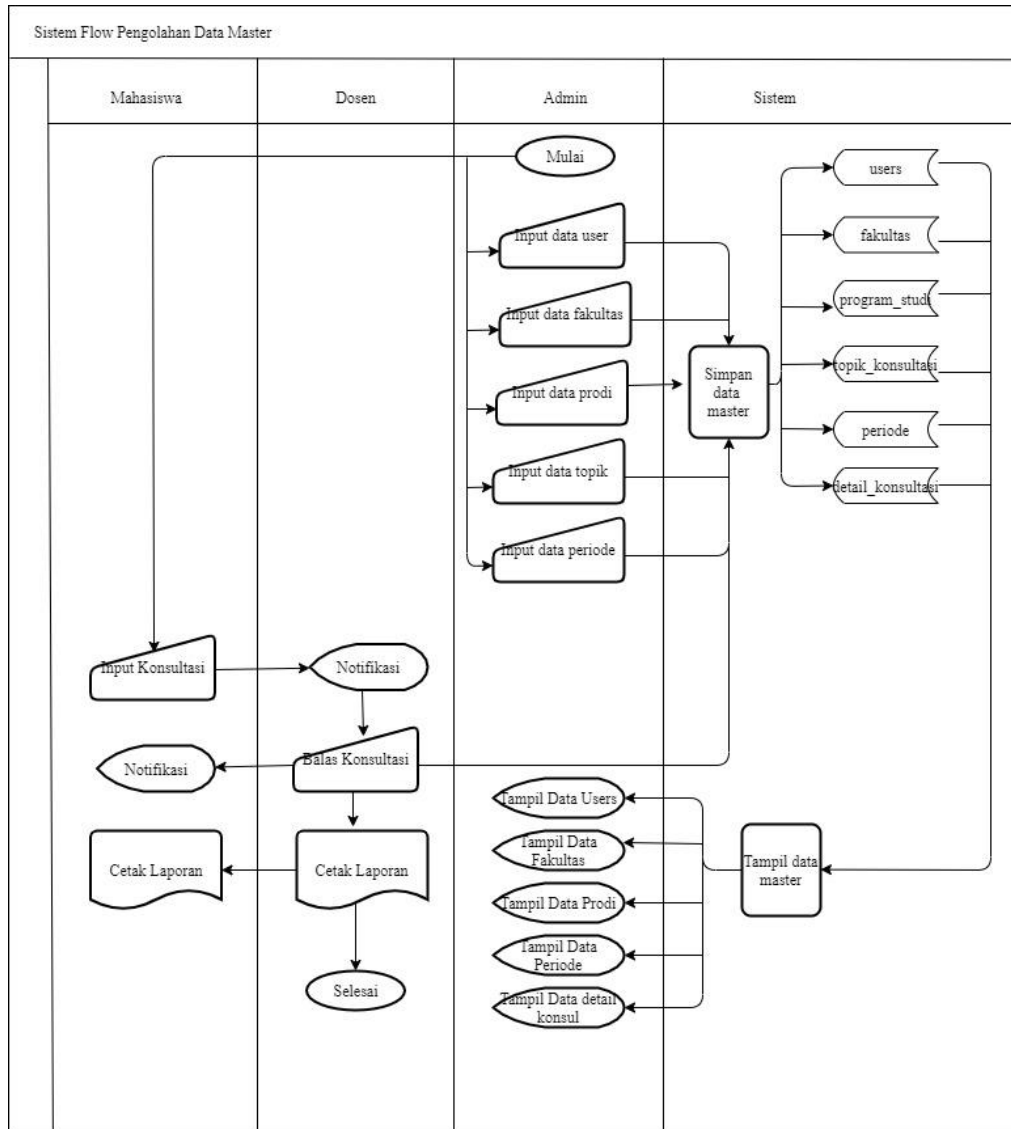 Sistem Flow Pengolahan Data Master
Mahasiswa
Dosen
Admin
Sistem
Mulai
users
Input data user
fakultas
Input data fakultas
program_studi
Simpan
data
master
topik_konsultasi
Input data prodi
periode
Input data topik
detail_konsultasi
Input data periode
Input Konsultasi
Notifikasi
Notifikasi
Balas Konsultasi
Tampil Data Users
Tampil Data
Fakultas
Cetak Laporan
Cetak Laporan
Tampil data
master
Tampil Data Prodi
Tampil Data
Periode
Selesai
Tampil Data detail
konsul